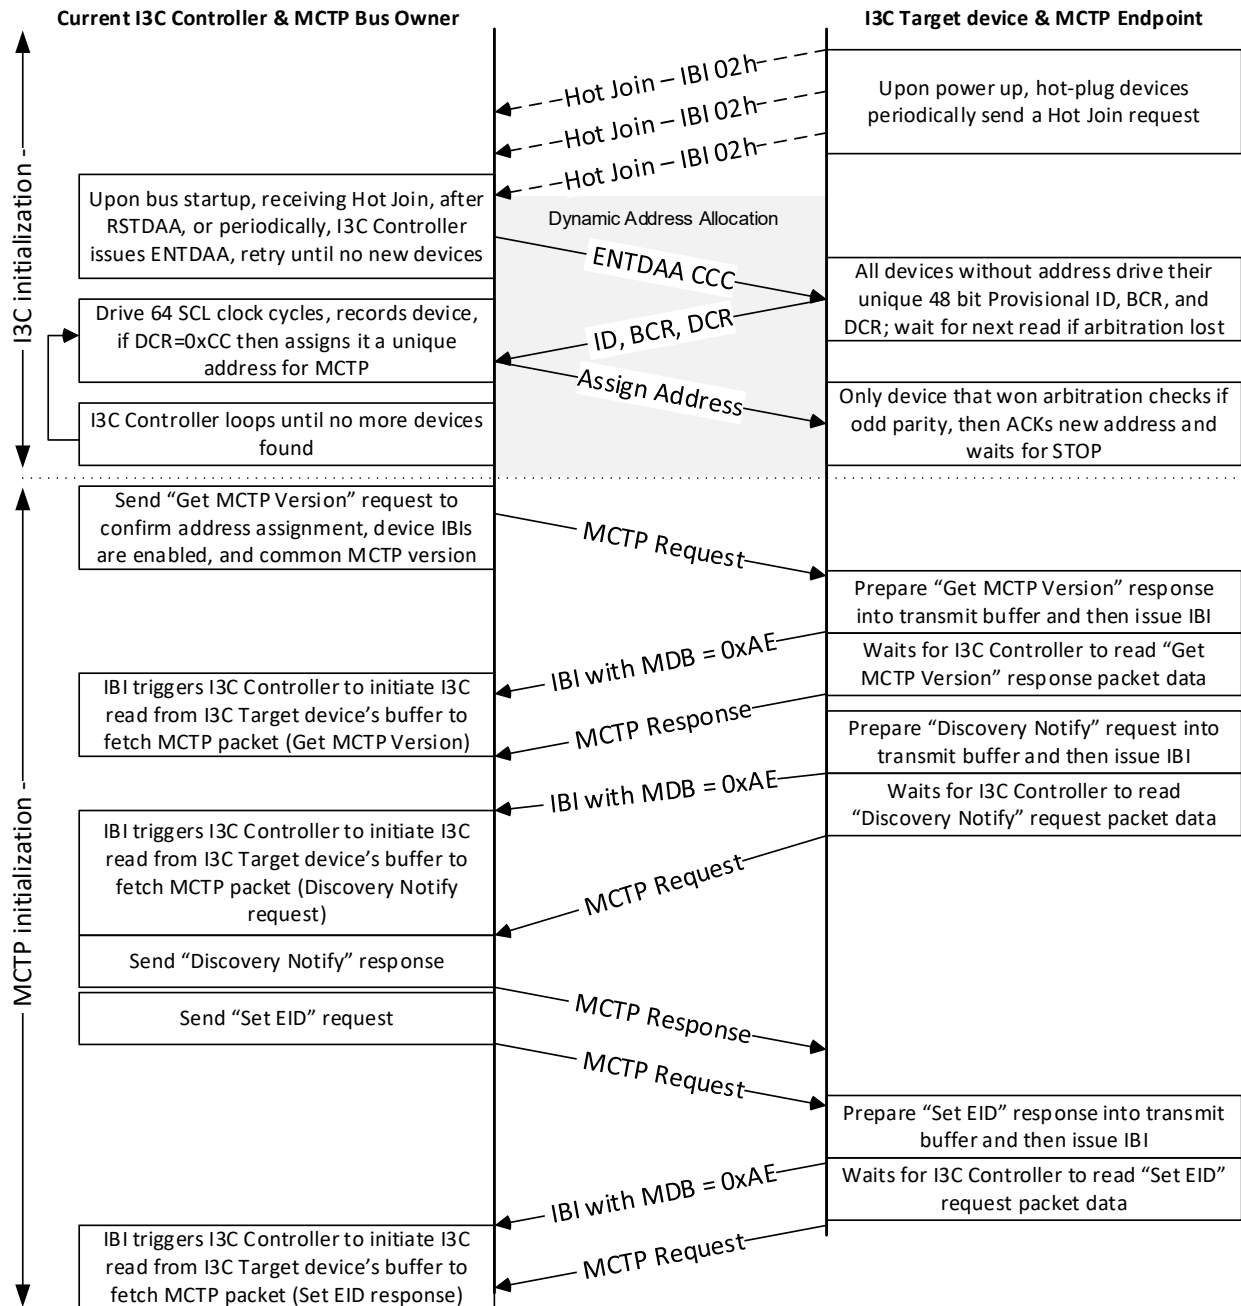 Current I3C Controller & MCTP Bus Owner
I3C Target device & MCTP Endpoint
I3C initialization
Hot Join – IBI 02h
Hot Join – IBI 02h
Hot Join – IBI 02h
Upon power up, hot-plug devices
periodically send a Hot Join request
Upon bus startup, receiving Hot Join, after
RSTDAA, or periodically, I3C Controller
issues ENTDAA, retry until no new devices
Dynamic Address Allocation
ENTDAA CCC
All devices without address drive their
unique 48 bit Provisional ID, BCR, and
DCR; wait for next read if arbitration lost
Drive 64 SCL clock cycles, records device,
if DCR=0xCC then assigns it a unique
address for MCTP
ID, BCR, DCR
Assign Address
Only device that won arbitration checks if
odd parity, then ACKs new address and
waits for STOP
I3C Controller loops until no more devices
found
MCTP initialization
Send “Get MCTP Version” request to
confirm address assignment, device IBIs
are enabled, and common MCTP version
MCTP Request
Prepare “Get MCTP Version” response
into transmit buffer and then issue IBI
IBI with MDB = 0xAE
Waits for I3C Controller to read “Get
MCTP Version” response packet data
IBI triggers I3C Controller to initiate I3C
read from I3C Target device’s buffer to
fetch MCTP packet (Get MCTP Version)
MCTP Response
Prepare “Discovery Notify” request into
transmit buffer and then issue IBI
IBI with MDB = 0xAE
Waits for I3C Controller to read
“Discovery Notify” request packet data
IBI triggers I3C Controller to initiate I3C
read from I3C Target device’s buffer to
fetch MCTP packet (Discovery Notify
request)
MCTP Request
Send “Discovery Notify” response
MCTP Response
Send “Set EID” request
MCTP Request
Prepare “Set EID” response into transmit
buffer and then issue IBI
IBI with MDB = 0xAE
Waits for I3C Controller to read “Set EID”
request packet data
IBI triggers I3C Controller to initiate I3C
read from I3C Target device’s buffer to
fetch MCTP packet (Set EID response)
MCTP Request